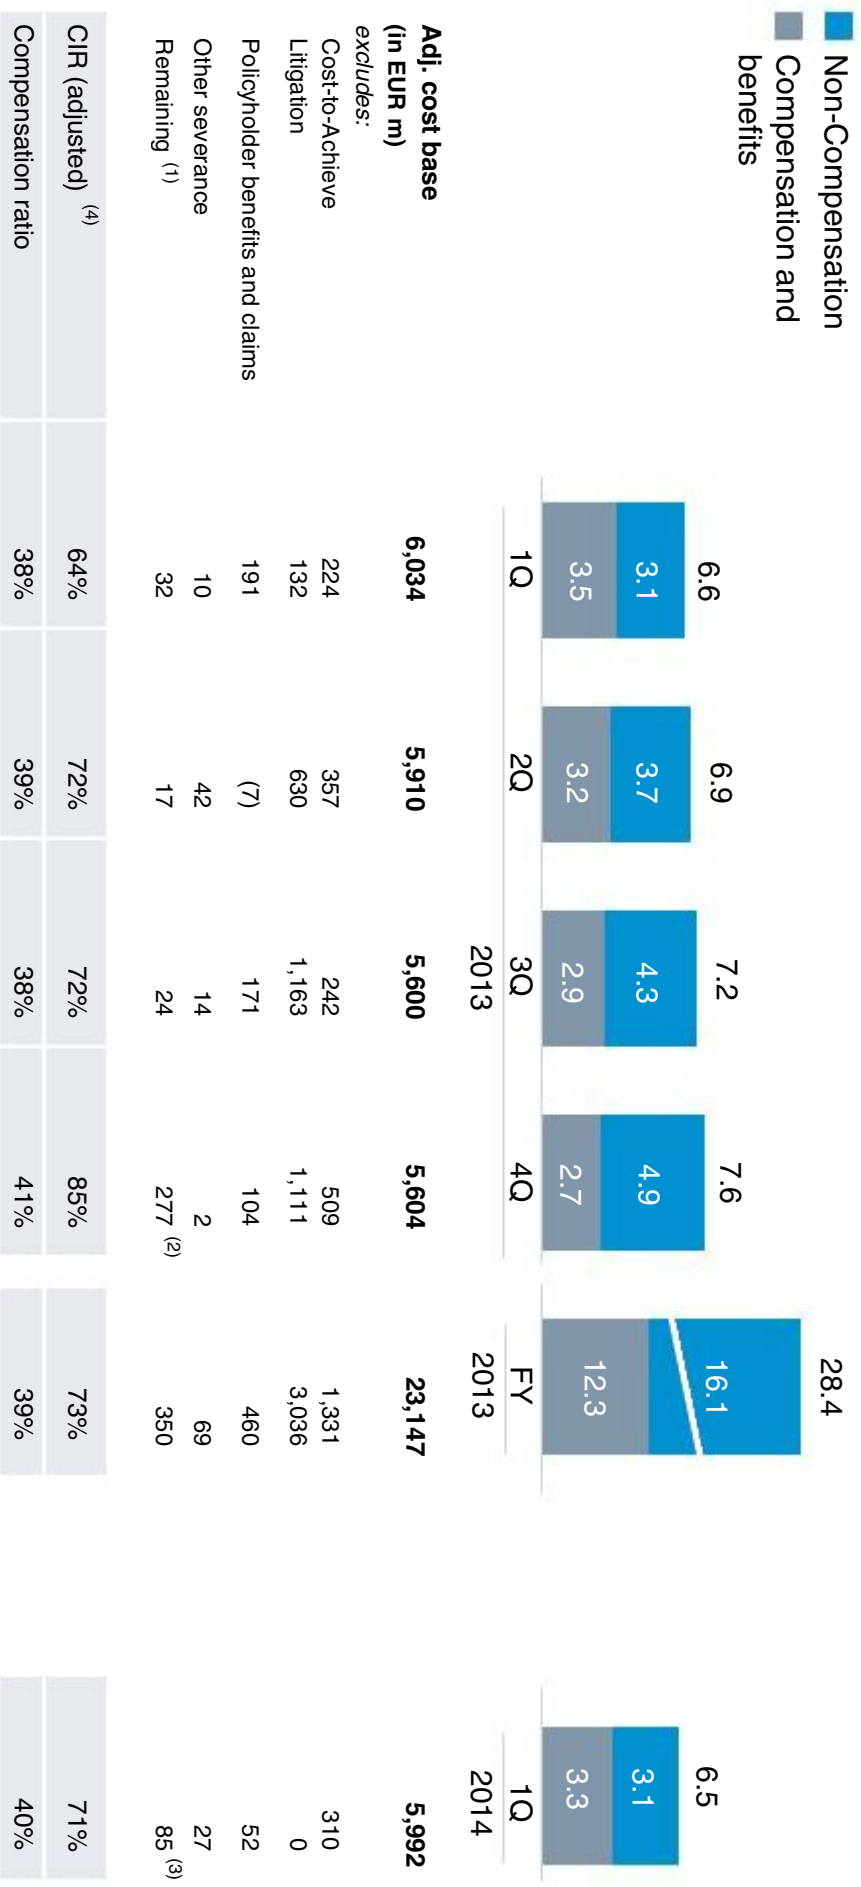 Non-Compensation
Compensation and
benefits
6.6 6.9 7.2 7.6 28.4 6.5
3.1 3.7 4.3 4.9 16.1 3.1
3.5 3.2 2.9 2.7 12.3 3.3
1Q 2Q 3Q 4Q FY 1Q
2013 2013 2014
Adj. cost base
(in EUR m) 6,034 5,910 5,600 5,604 23,147 5,992
excludes:
Cost-to-Achieve 224 357 242 509 1,331 310
Litigation 132 630 1,163 1,111 3,036 0
Policyholder benefits and claims 191 (7) 171 104 460 52
Other severance 10 42 14 2 69 27
Remaining (1) 32 17 24 277 (2) 350 85 (3)
CIR (adjusted) (4) 64% 72% 72% 85% 73% 71%
Compensation ratio 38% 39% 38% 41% 39% 40%